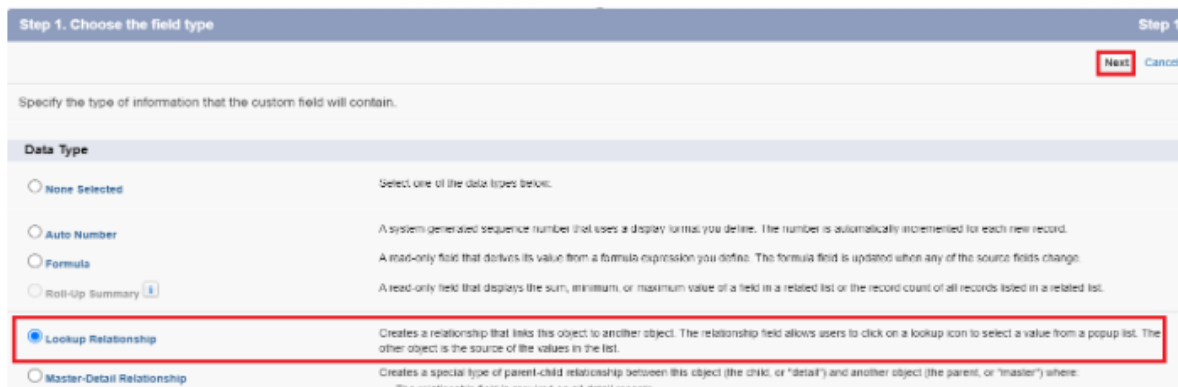 Step 1. Choose the field type
Step 1
Next Cancel
Specify the type of information that the custom field will contain.
Data Type
None Selected
Select one of the data types below.
Auto Number
A system-generated sequence number that uses a display format you define. The number is automatically incremented for each new record.
Formula
A read-only field that derives its value from a formula expression you define. The formula field is updated when any of the source fields change.
Roll-Up Summary i
A read-only field that displays the sum, minimum, or maximum value of a field in a related list or the record count of all records listed in a related list.
Lookup Relationship
Creates a relationship that links this object to another object. The relationship field allows users to click on a lookup icon to select a value from a popup list. The
other object is the source of the values in the list.
Master-Detail Relationship
Creates a special type of parent-child relationship between this object (the child, or "detail") and another object (the parent, or "master") where: